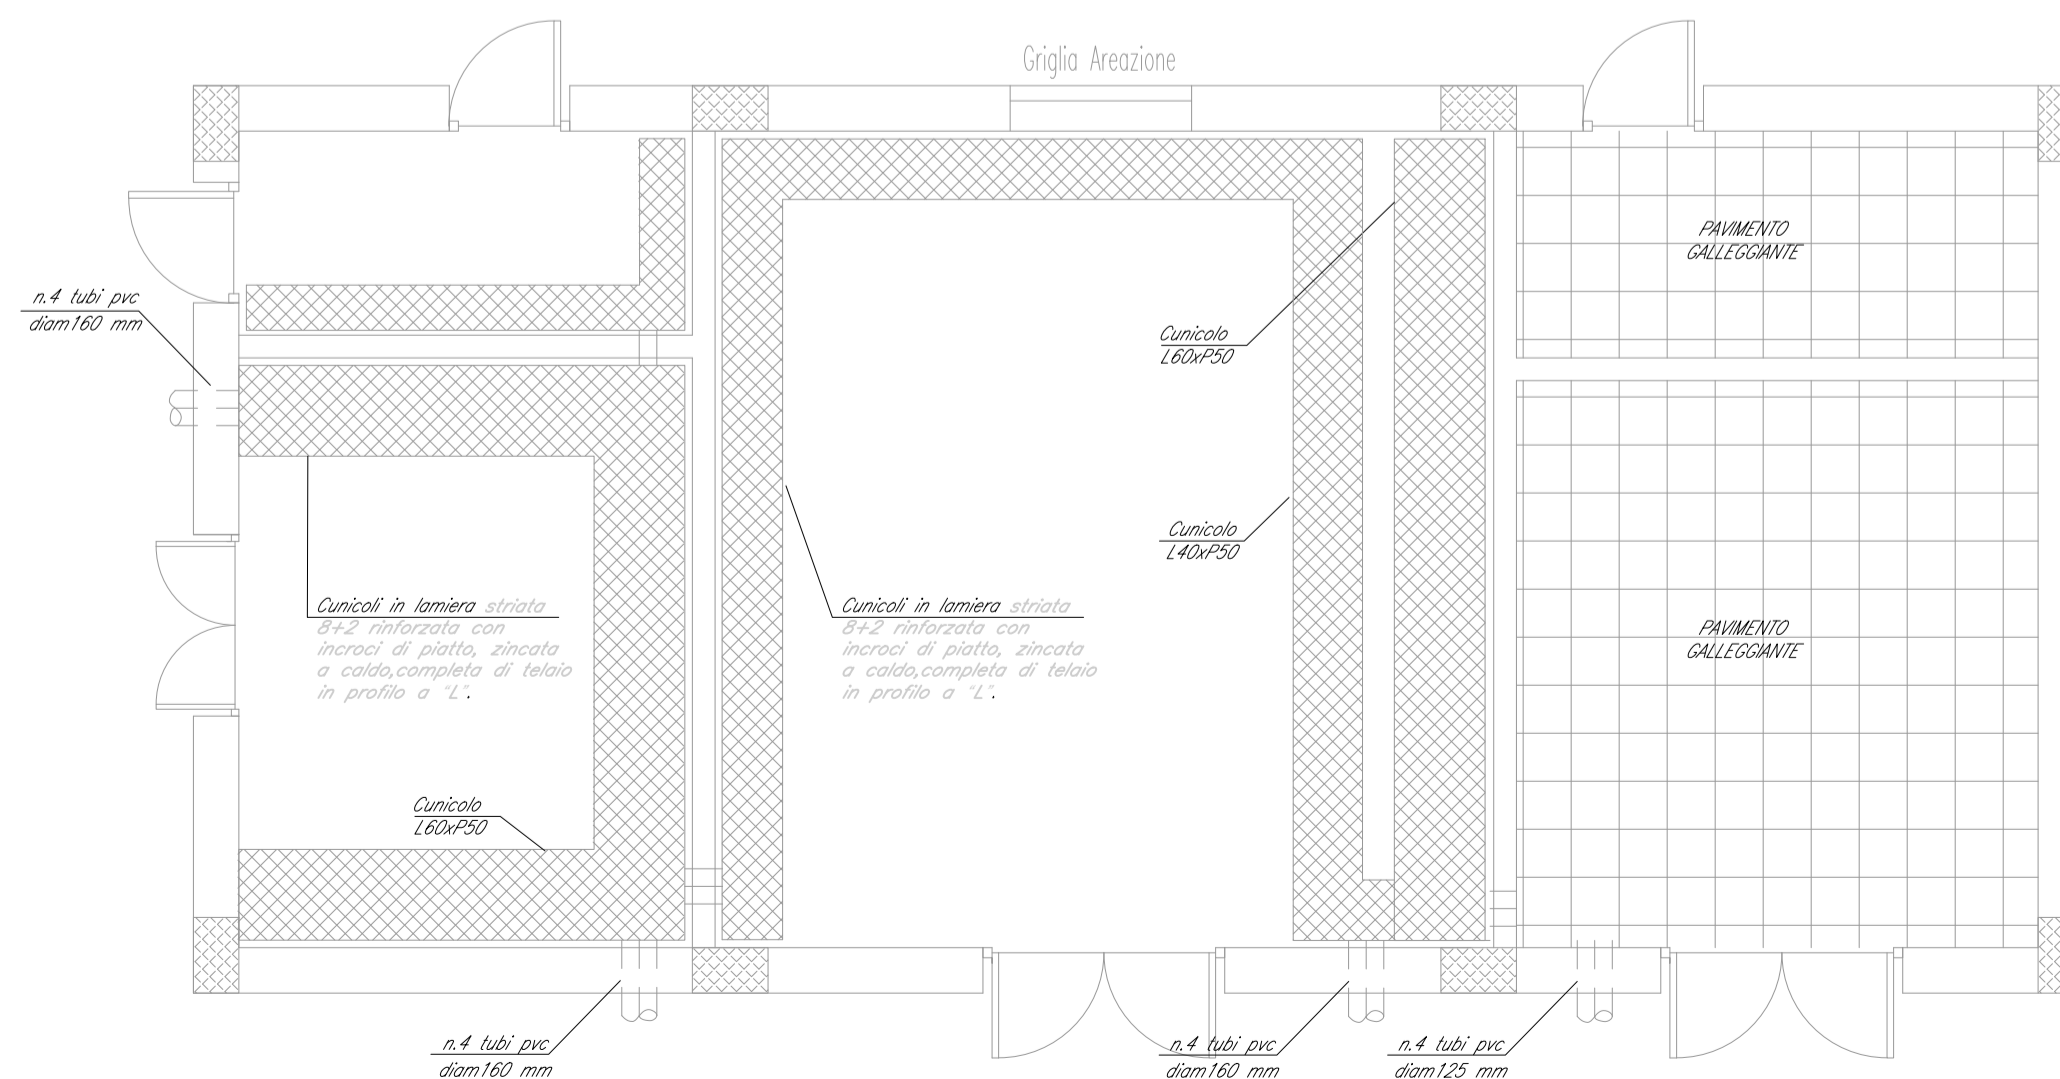 Griglia Areazione
PAVIMENTO
GALLEGGIANTE
n.4 tubi pvc
diam160 mm
Cunicolo
L60xP50
Cunicolo
L40xP50
Cunicoli in lamiera striata
8+2 rinforzata con
incroci di piatto, zincata
a caldo,completa di telaio
in profilo a "L".
Cunicoli in lamiera striata
8+2 rinforzata con
incroci di piatto, zincata
a caldo,completa di telaio
in profilo a "L".
PAVIMENTO
GALLEGGIANTE
Cunicolo
L60xP50
n.4 tubi pvc
diam160 mm
n.4 tubi pvc
diam160 mm
n.4 tubi pvc
diam125 mm